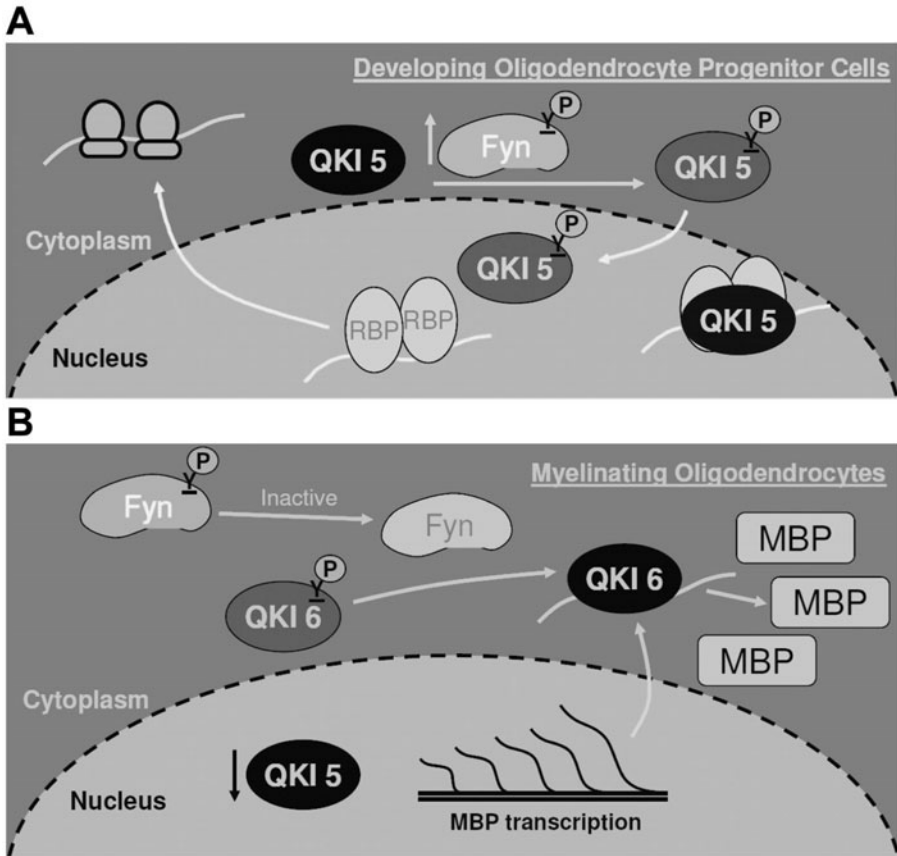 A
Developing Oligodendrocyte Progenitor Cells
P
Y
P
Fyn
Y
QKI 5
QKI 5
P
Cytoplasm
Y
QKI 5
QKI 5
RBP
RBP
Nucleus
B
P
Myelinating Oligodendrocytes
Y
Inactive
Fyn
Fyn
MBP
P
Y
QKI 6
MBP
QKI 6
MBP
Cytoplasm
QKI 5
Nucleus
MBP transcription